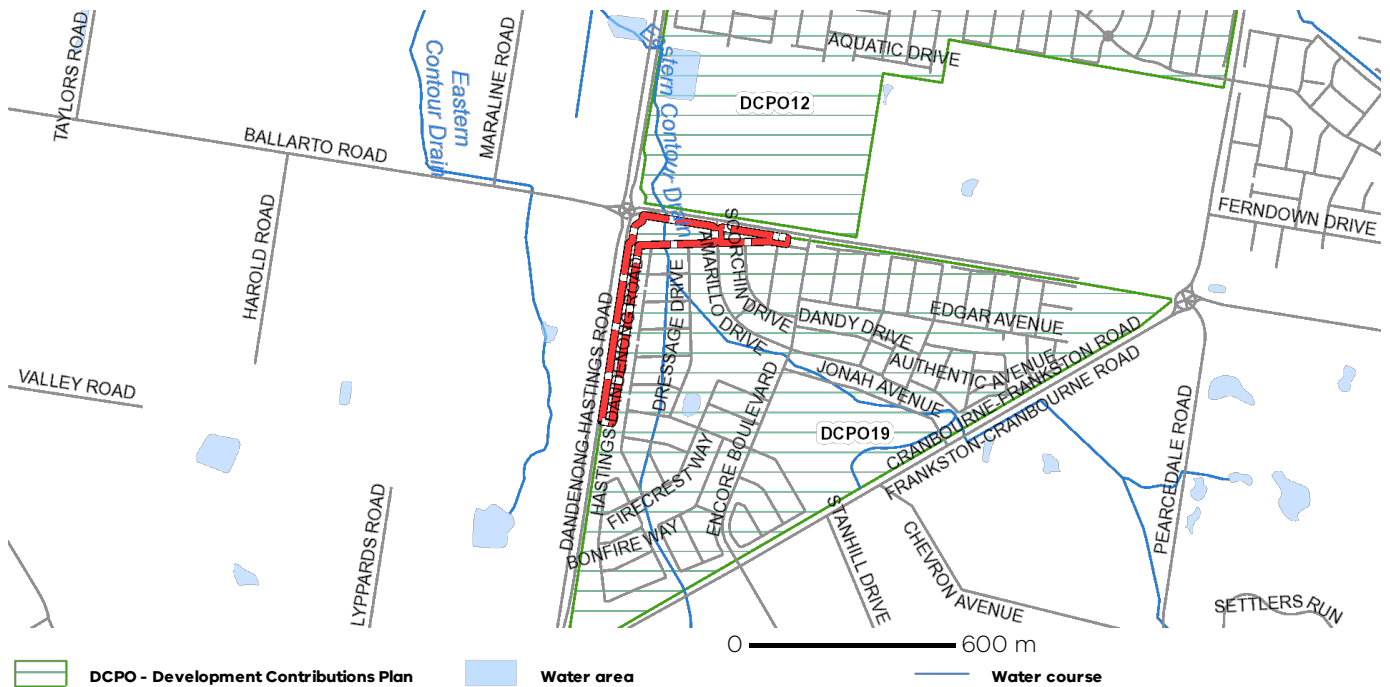 TAYLORS ROAD
Eastern
Contour Drain
MARALINE ROAD
Eastern Contour Drain
AQUATIC DRIVE
DCPO12
BALLARTO ROAD
HAROLD ROAD
FERNDOWN DRIVE
SCORCHIN DRIVE
AMARILLO DRIVE
DRESSAGE DRIVE
DANDY DRIVE
EDGAR AVENUE
AUTHENTIC AVENUE
JONAH AVENUE
VALLEY ROAD
DANDENONG-HASTINGS ROAD
HASTINGS-DANDENONG ROAD
DCPO19
CRANBOURNE-FRANKSTON ROAD
FRANKSTON-CRANBOURNE ROAD
PEARCEDALE ROAD
FIRECREST WAY
ENCORE BOULEVARD
BONFIRE WAY
LYPPARDS ROAD
STANHILL DRIVE
CHEVRON AVENUE
SETTLERS RUN
0 600 m
DCPO - Development Contributions Plan
Water area
Water course